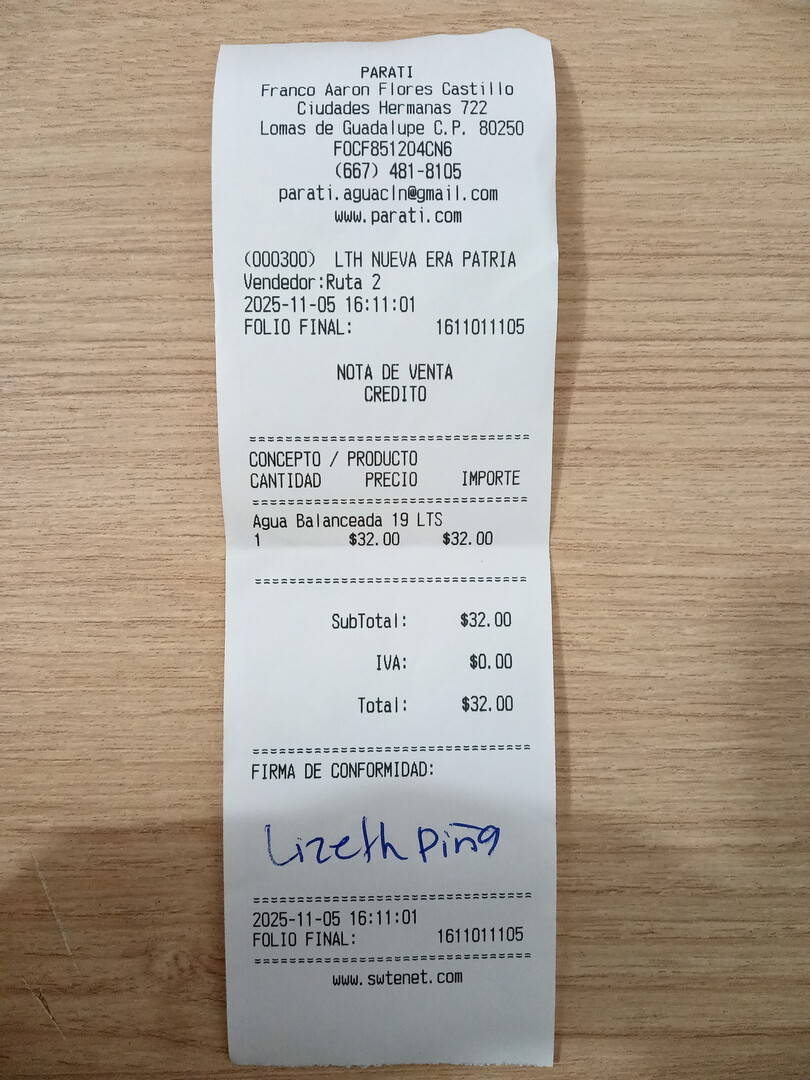 PARATI
Franco Aaron Flores Castillo
Ciudades Hermanas 722
Lomas de Guadalupe C.P. 80250
FOCF851204CN6
(667) 481-8105
parati.aguacln@gmail.com
www.parati.com
(000300) LTH NUEVA ERA PATRIA
Vendedor:Ruta 2
2025-11-05 16:11:01
FOLIO FINAL: 1611011105
NOTA DE VENTA
CREDITO
===============================
CONCEPTO / PRODUCTO
CANTIDAD PRECIO IMPORTE
===============================
Agua Balanceada 19 LTS
1 $32.00 $32.00
===============================
SubTotal: $32.00
IVA: $0.00
Total: $32.00
===============================
FIRMA DE CONFORMIDAD:
Lizeth piña
===============================
2025-11-05 16:11:01
FOLIO FINAL: 1611011105
===============================
www.swtenet.com